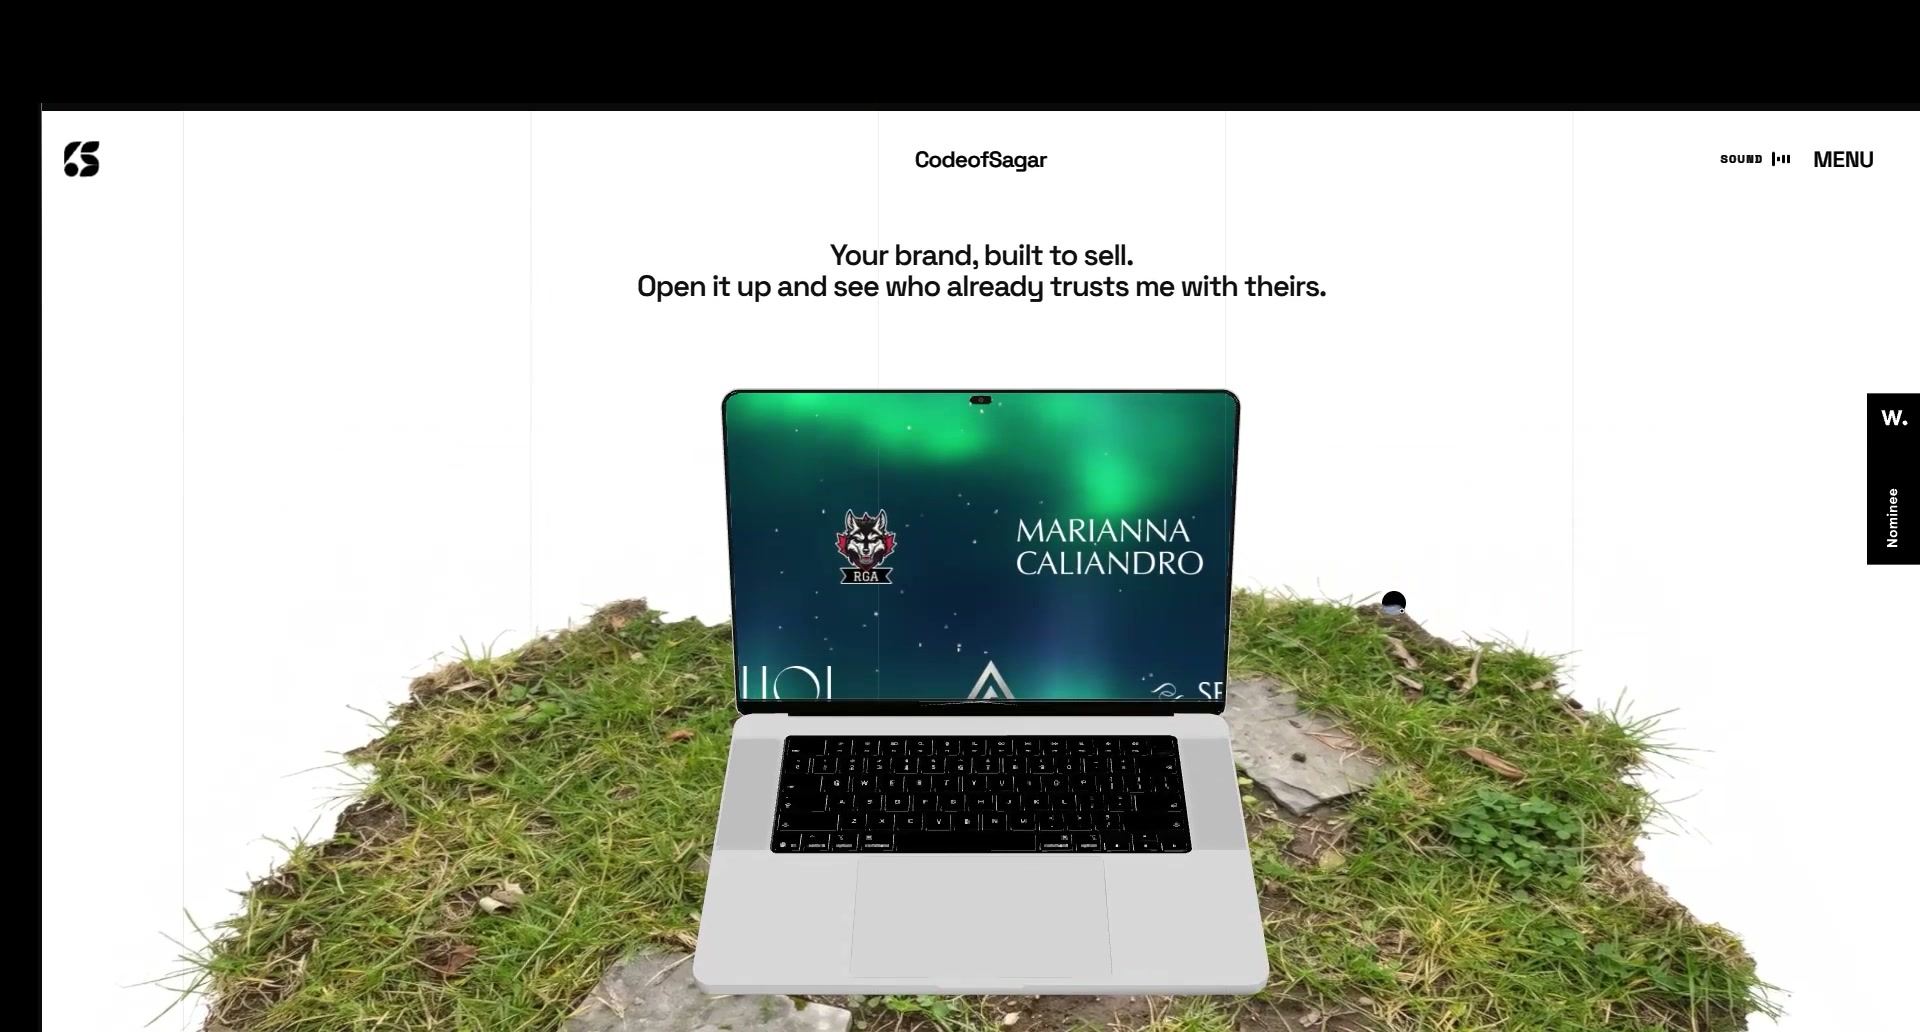 CodeofSagar
SOUND
MENU
Your brand, built to sell.
Open it up and see who already trusts me with theirs.
W.
Nominee
RGA
MARIANNA
CALIANDRO